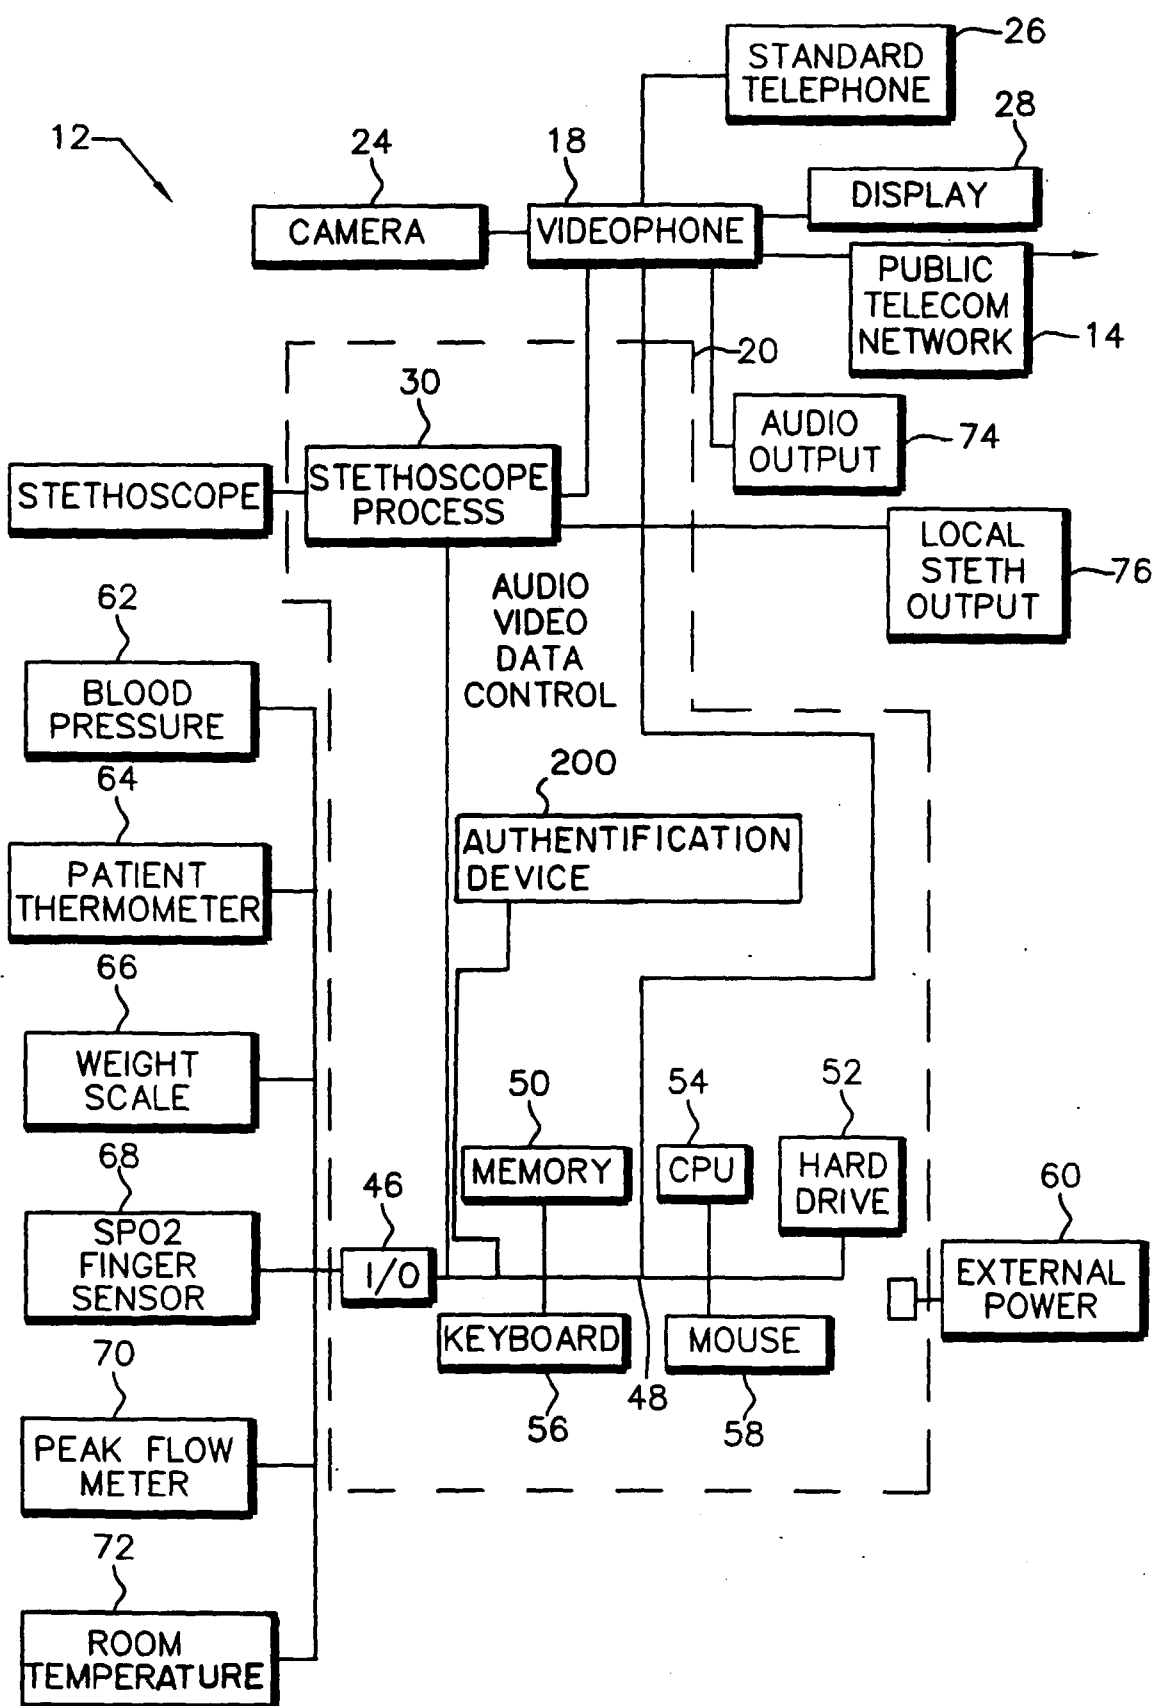 26
STANDARD
TELEPHONE
12
24
18
28
DISPLAY
CAMERA
VIDEOPHONE
PUBLIC
TELECOM
NETWORK
14
20
30
AUDIO
OUTPUT
74
STETHOSCOPE
STETHOSCOPE
PROCESS
LOCAL
STETH
OUTPUT
76
AUDIO
VIDEO
DATA
CONTROL
62
BLOOD
PRESSURE
200
64
AUTHENTIFICATION
DEVICE
PATIENT
THERMOMETER
66
WEIGHT
SCALE
50
54
52
MEMORY
CPU
HARD
DRIVE
68
46
60
SPO2
FINGER
SENSOR
I/O
EXTERNAL
POWER
KEYBOARD
MOUSE
70
56
48
58
PEAK FLOW
METER
72
ROOM
TEMPERATURE